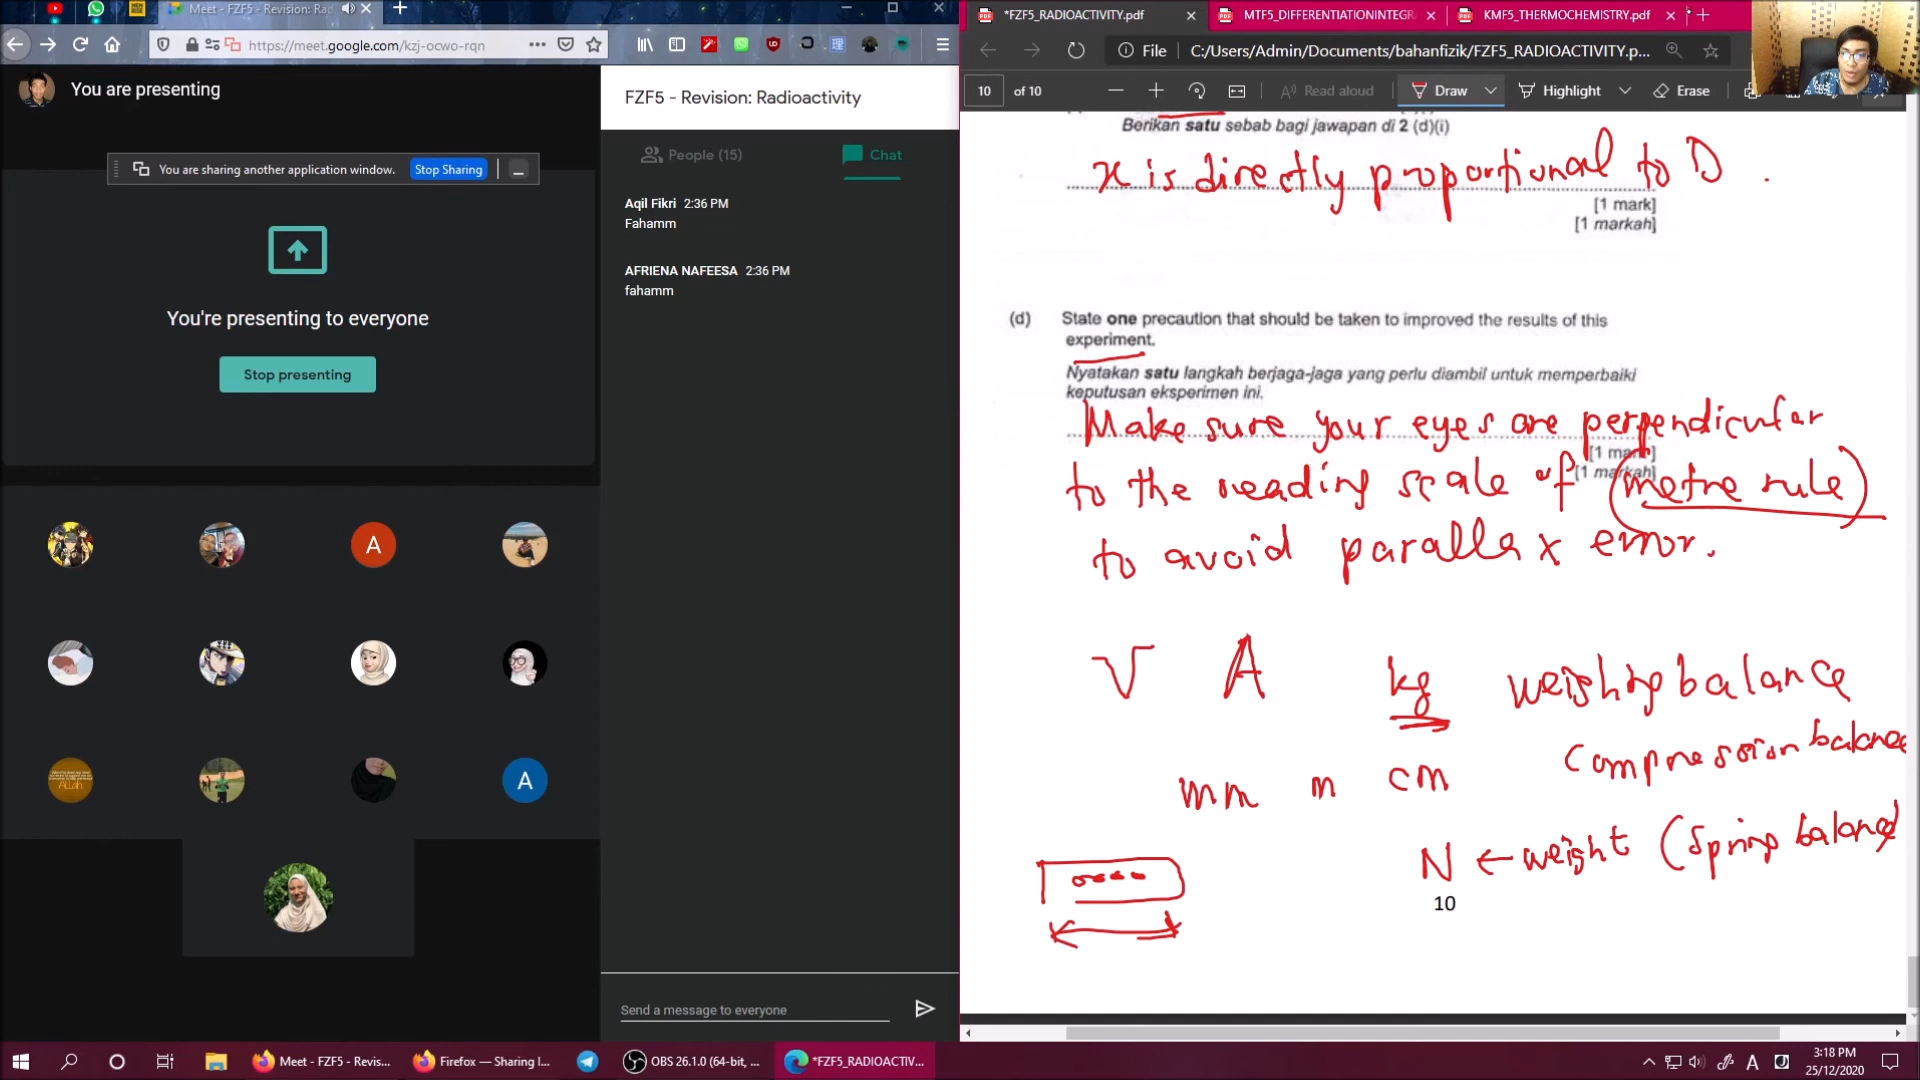 Meet - FZF5 - Revision: Rad
https://meet.google.com/kzj-ocwo-rqn
You are presenting
You are sharing another application window.
Stop Sharing
You're presenting to everyone
Stop presenting
A
A
FZF5 - Revision: Radioactivity
People (15)
Chat
Aqil Fikri 2:36 PM
Fahamm
AFRIENA NAFEESA 2:36 PM
fahamm
Send a message to everyone
*FZF5_RADIOACTIVITY.pdf
MTF5_DIFFERENTIATIONINTEGR
KMF5_THERMOCHEMISTRY.pdf
File
C:/Users/Admin/Documents/bahanfizik/FZF5_RADIOACTIVITY.p...
10 of 10
Read aloud
Draw
Highlight
Erase
Berikan satu sebab bagi jawapan di 2 (d)(i)
x is directly proportional to D.
[1 mark]
[1 markah]
(d) State one precaution that should be taken to improved the results of this
experiment.
Nyatakan satu langkah berjaga-jaga yang perlu diambil untuk memperbaiki
keputusan eksperimen ini.
Make sure your eyes are perpendicular
[1 mark]
[1 markah]
to the reading scale of (metre rule)
to avoid parallax error.
V A kg weighing balance
compression balance
mm m cm
N ← weight (spring balance)
10
Meet - FZF5 - Revis...
Firefox — Sharing I...
OBS 26.1.0 (64-bit, ...
*FZF5_RADIOACTIV...
A
3:18 PM
25/12/2020